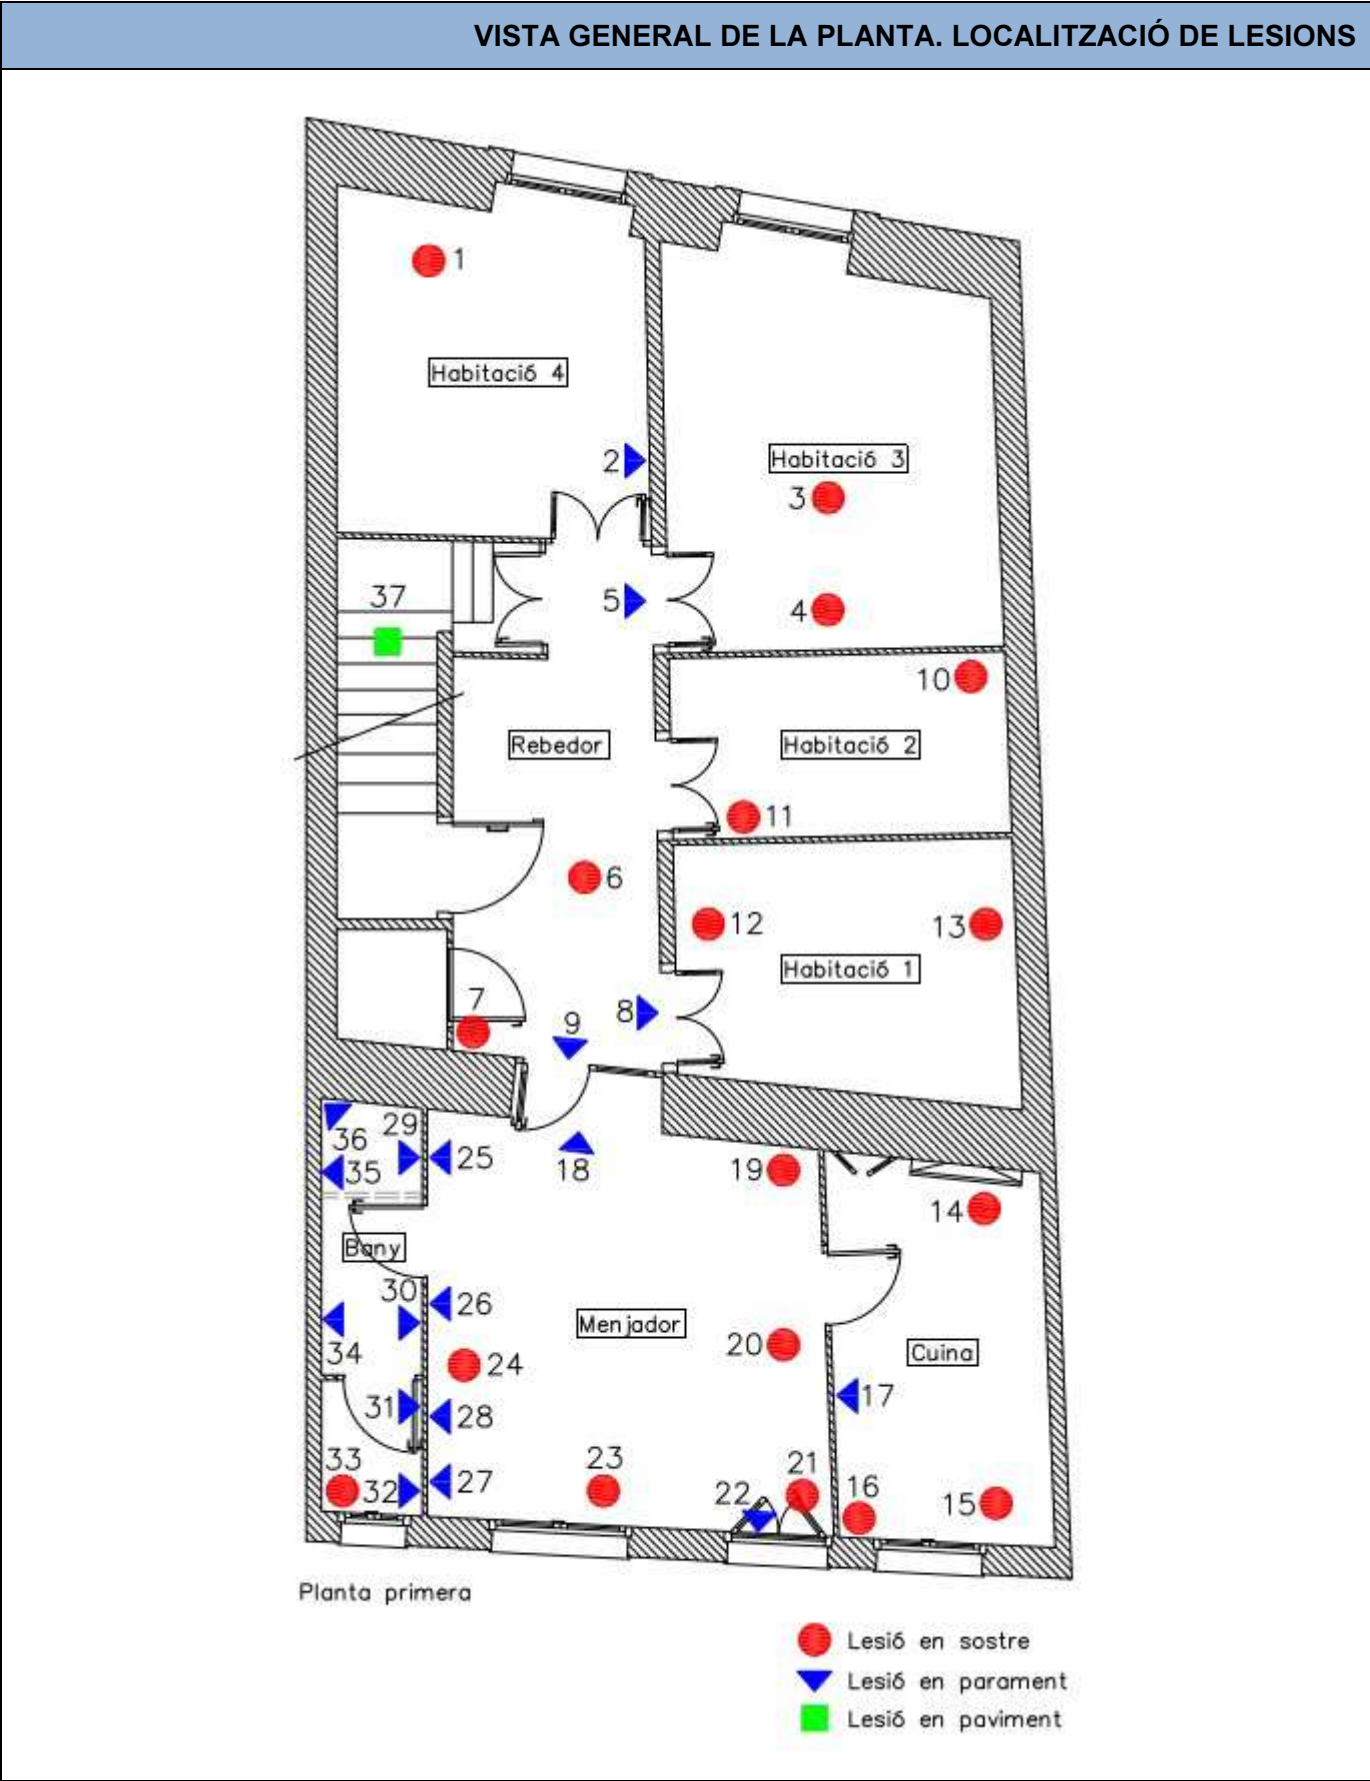 VISTA GENERAL DE LA PLANTA. LOCALITZACIÓ DE LESIONS
1
Habitació 4
2
Habitació 3
3
37
5
4
10
Rebedor
Habitació 2
11
6
12
13
Habitació 1
7
8
9
36
29
35
25
18
19
14
Bany
30
26
Menjador
34
20
Cuina
24
17
31
28
33
32
27
23
21
22
16
15
Planta primera
Lesió en sostre
Lesió en parament
Lesió en paviment